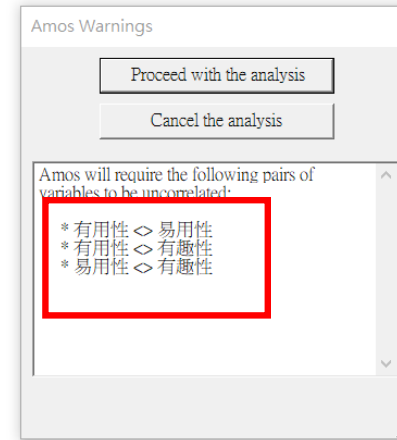 Amos Warnings
Proceed with the analysis
Cancel the analysis
Amos will require the following pairs of
variables to be uncorrelated:
* 有用性 <> 易用性
* 有用性 <> 有趣性
* 易用性 <> 有趣性